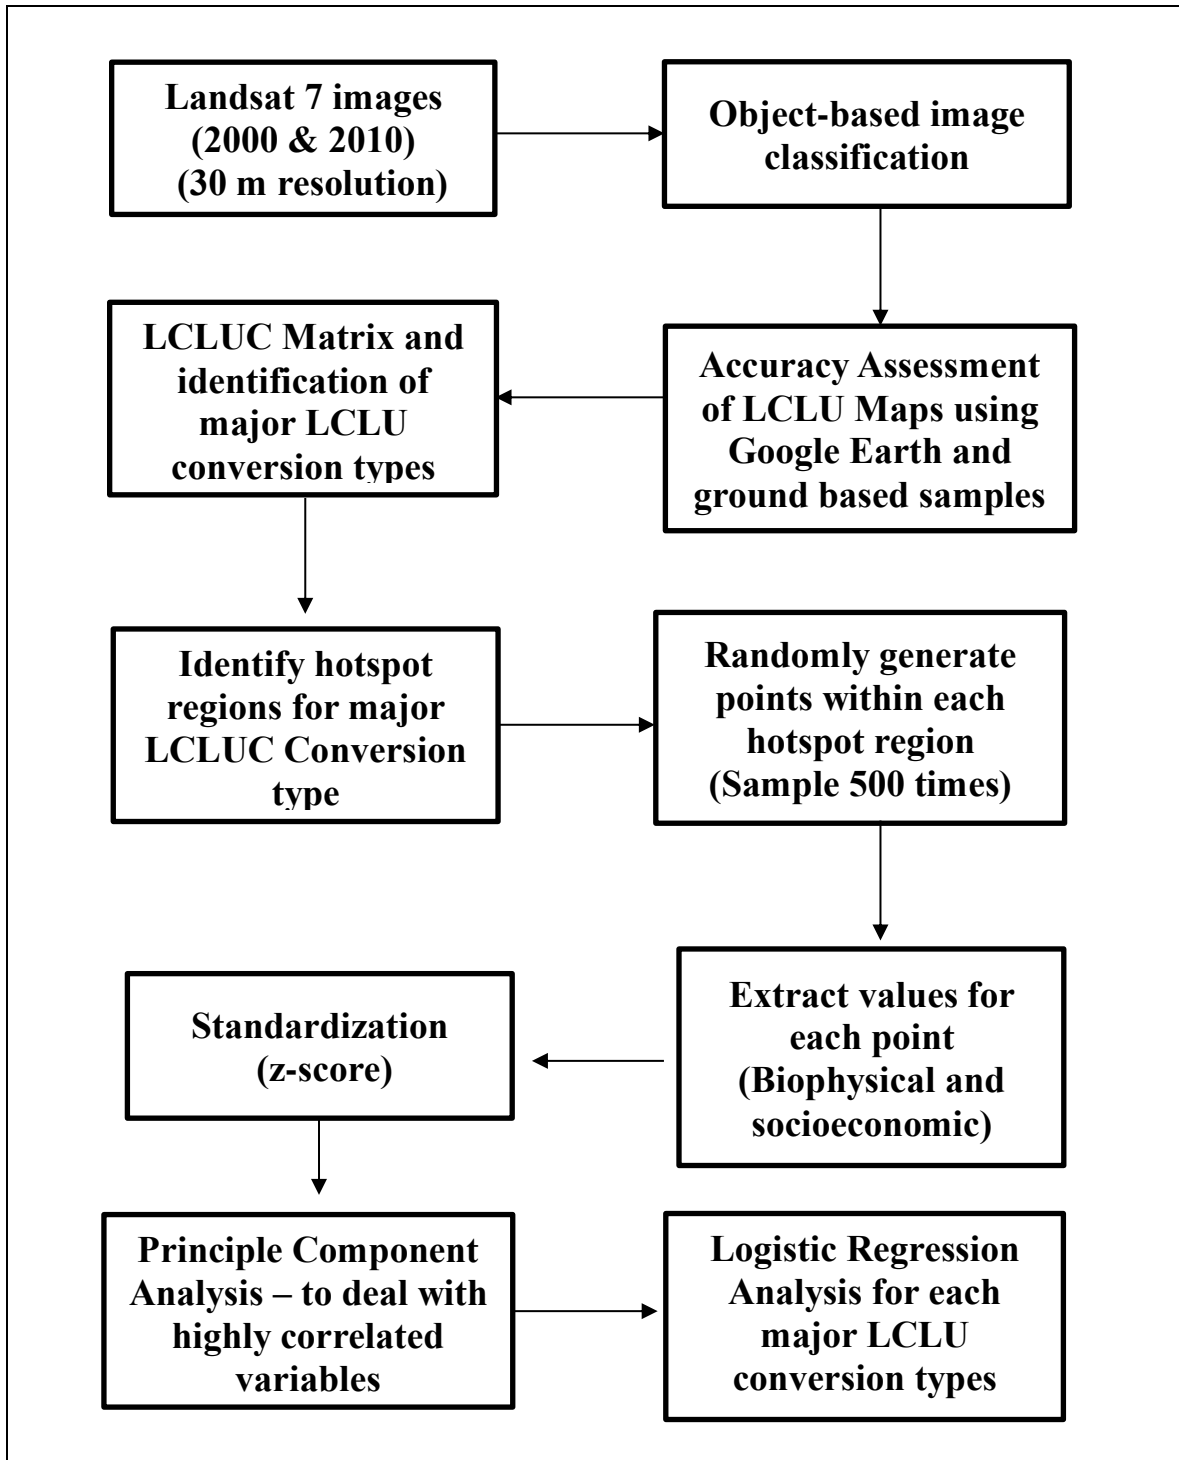 Landsat 7 images
(2000 & 2010)
(30 m resolution)
Object-based image
classification
Accuracy Assessment
of LCLU Maps using
Google Earth and
ground based samples
LCLUC Matrix and
identification of
major LCLU
conversion types
Identify hotspot
regions for major
LCLUC Conversion
type
Randomly generate
points within each
hotspot region
(Sample 500 times)
Extract values for
each point
(Biophysical and
socioeconomic)
Standardization
(z-score)
Principle Component
Analysis – to deal with
highly correlated
variables
Logistic Regression
Analysis for each
major LCLU
conversion types